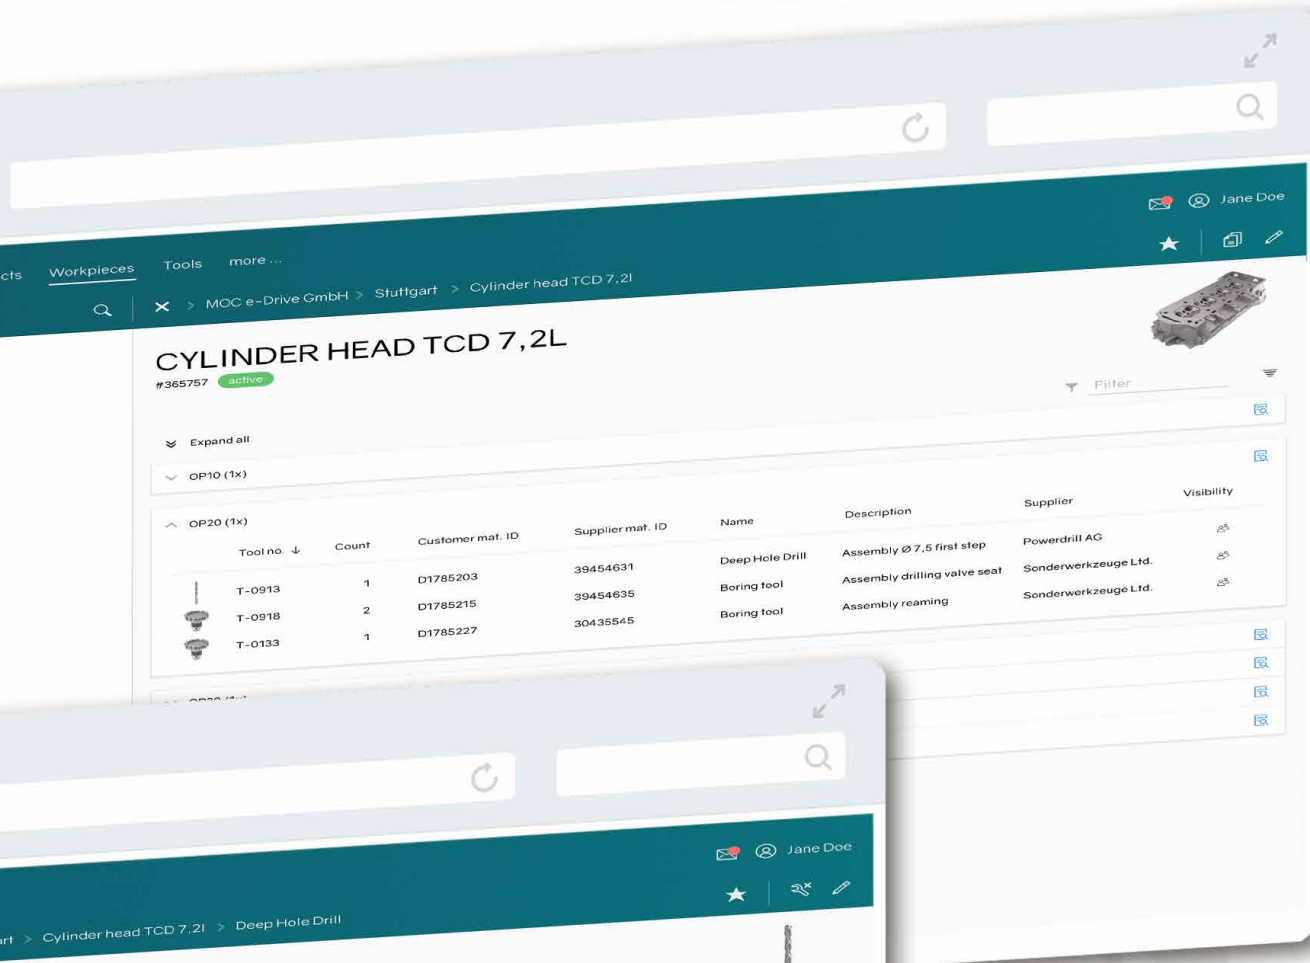 Jane Doe
cts Workpieces Tools more ...
> MOC e-Drive GmbH > Stuttgart > Cylinder head TCD 7,2l
CYLINDER HEAD TCD 7,2L
#365757 active
Filter
Expand all
OP10 (1x)
OP20 (1x)
Tool no. ↓ Count Customer mat. ID Supplier mat. ID Name Description Supplier Visibility
T-0913 1 D1785203 39454631 Deep Hole Drill Assembly Ø 7,5 first step Powerdrill AG
T-0918 2 D1785215 39454635 Boring tool Assembly drilling valve seat Sonderwerkzeuge Ltd.
T-0133 1 D1785227 30435545 Boring tool Assembly reaming Sonderwerkzeuge Ltd.
Jane Doe
art > Cylinder head TCD 7,2l > Deep Hole Drill